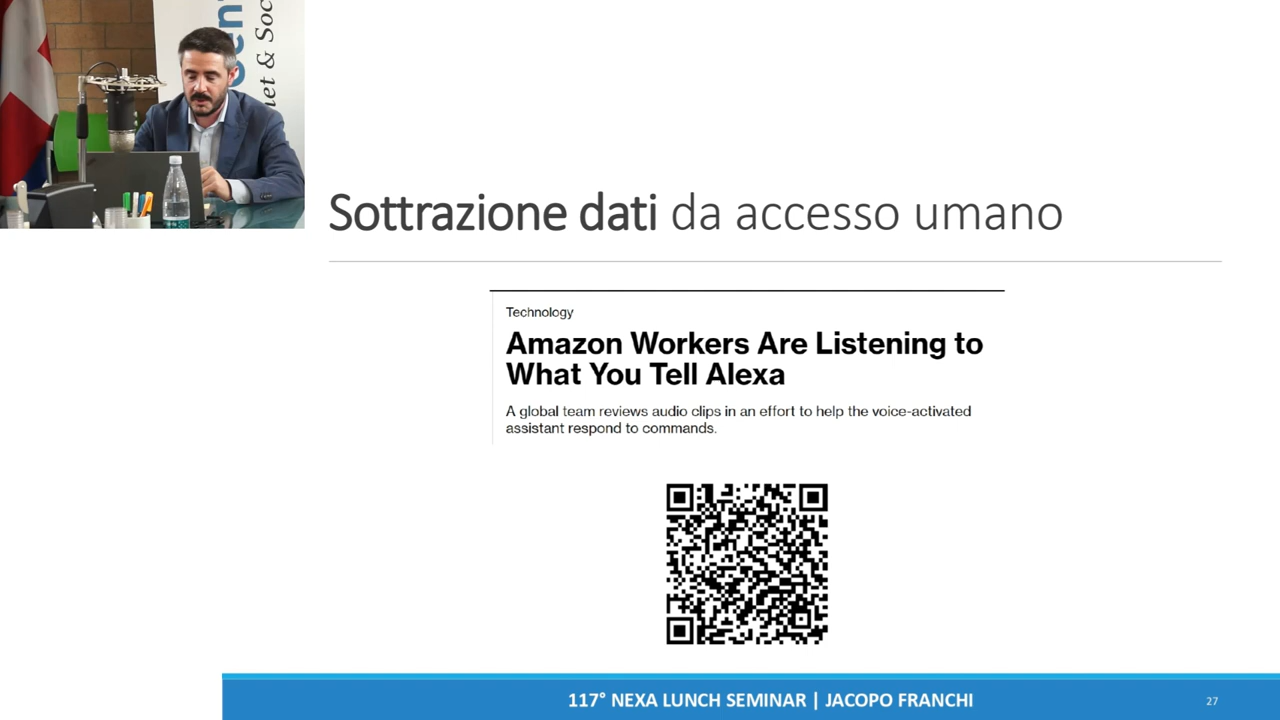 Sottrazione dati da accesso umano
Technology
Amazon Workers Are Listening to
What You Tell Alexa
A global team reviews audio clips in an effort to help the voice-activated
assistant respond to commands.
117° NEXA LUNCH SEMINAR | JACOPO FRANCHI
27